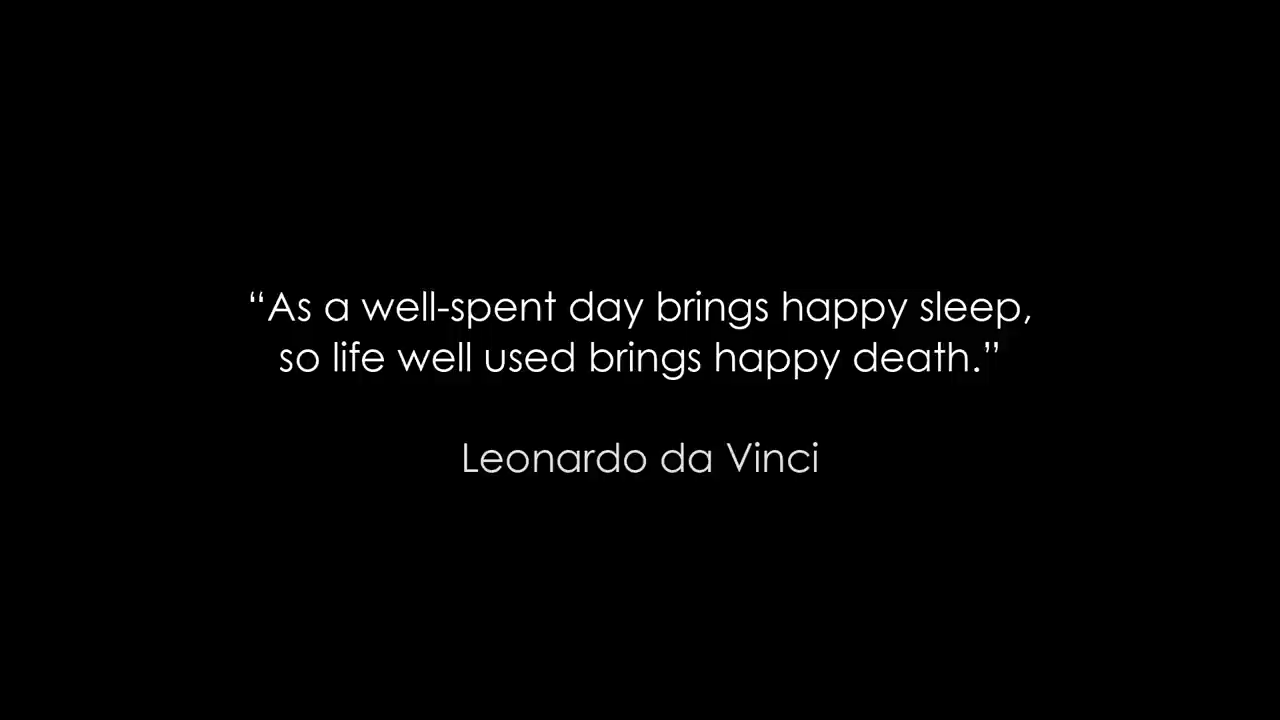 “As a well-spent day brings happy sleep,
so life well used brings happy death.”
Leonardo da Vinci